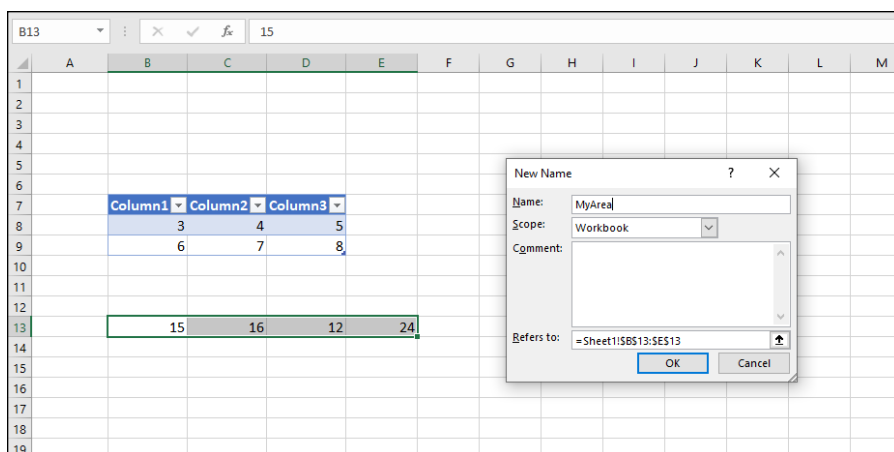 B13 fx 15
A B C D E F G H I J K L M
1
2
3
4
5
6
7 Column1 Column2 Column3
8 3 4 5
9 6 7 8
10
11
12
13 15 16 12 24
14
15
16
17
18
19
New Name ? X
Name: MyArea
Scope: Workbook
Comment:
Refers to: =Sheet1!$B$13:$E$13
OK Cancel